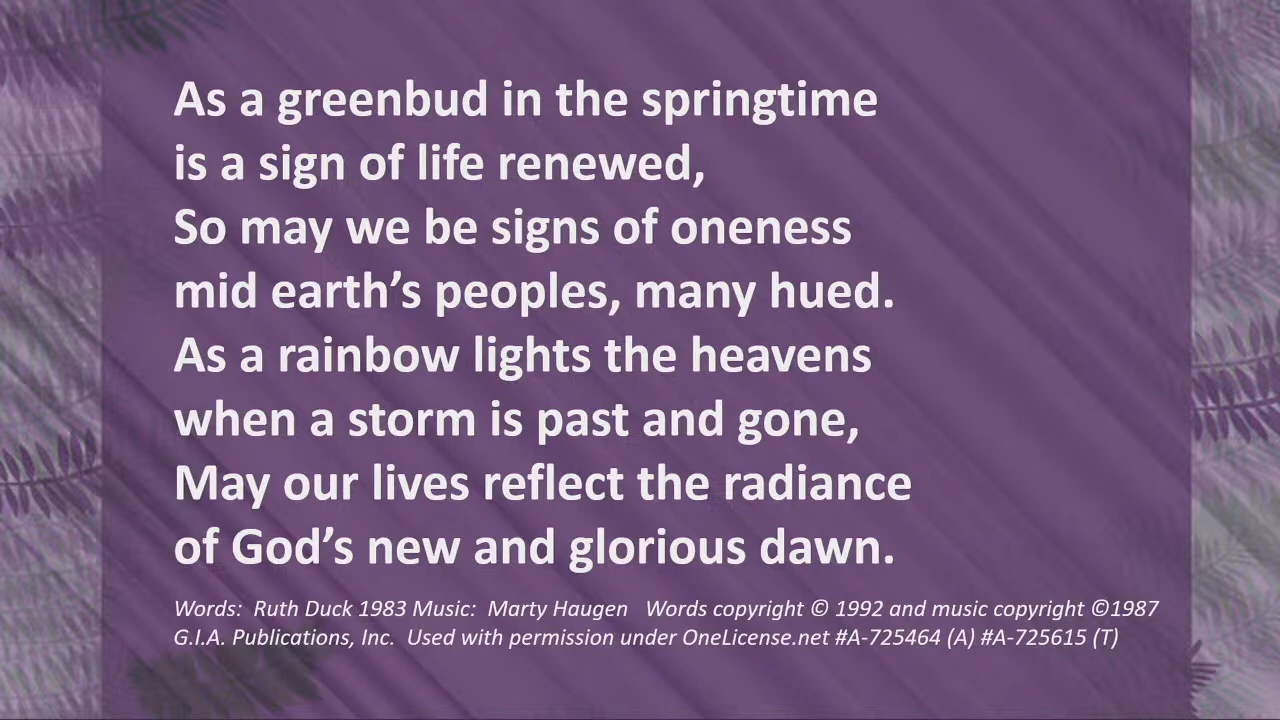 As a greenbud in the springtime
is a sign of life renewed,
So may we be signs of oneness
mid earth’s peoples, many hued.
As a rainbow lights the heavens
when a storm is past and gone,
May our lives reflect the radiance
of God’s new and glorious dawn.
Words:  Ruth Duck 1983 Music:  Marty Haugen   Words copyright © 1992 and music copyright ©1987
G.I.A. Publications, Inc.  Used with permission under OneLicense.net #A-725464 (A) #A-725615 (T)